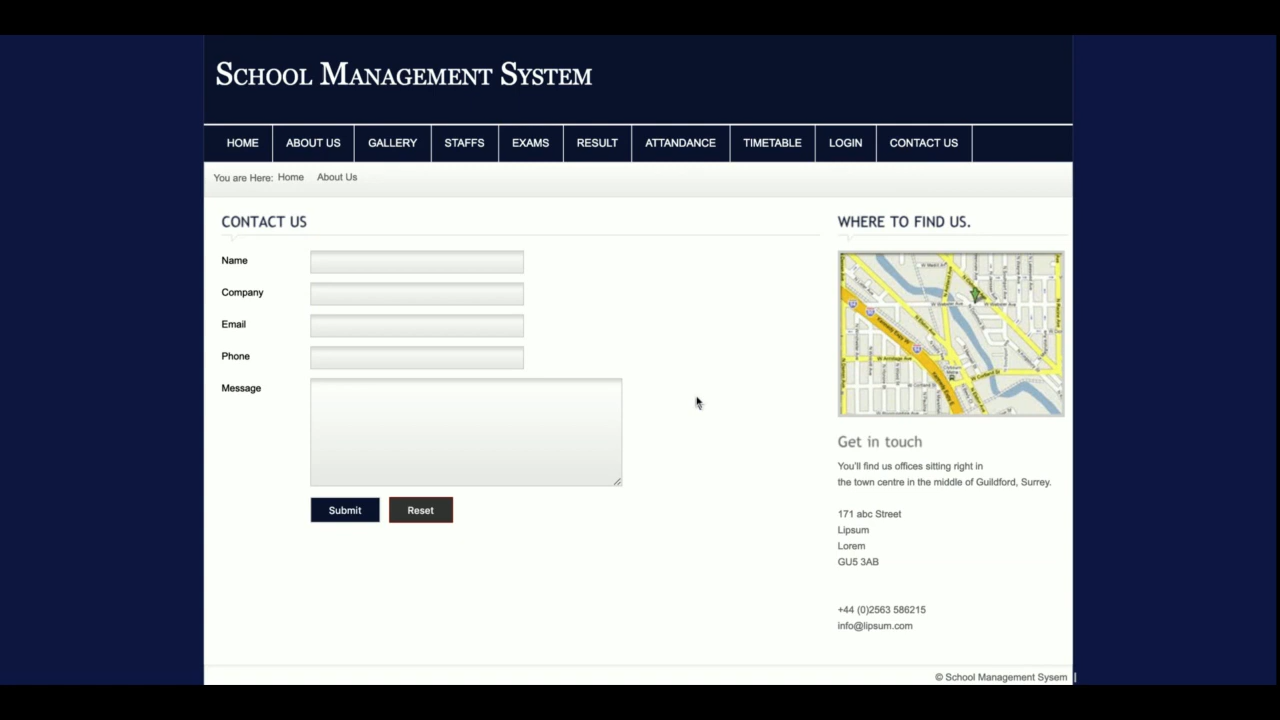 School Management System
HOME ABOUT US GALLERY STAFFS EXAMS RESULT ATTANDANCE TIMETABLE LOGIN CONTACT US
You are Here: Home About Us
CONTACT US
Name
Company
Email
Phone
Message
Submit Reset
WHERE TO FIND US.
Get in touch
You'll find us offices sitting right in
the town centre in the middle of Guildford, Surrey.
171 abc Street
Lipsum
Lorem
GU5 3AB
+44 (0)2563 586215
info@lipsum.com
© School Management Sysem